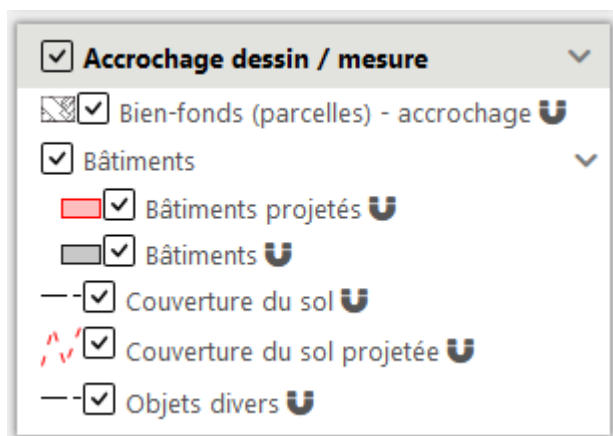 Accrochage dessin / mesure
Bien-fonds (parcelles) - accrochage
Bâtiments
Bâtiments projetés
Bâtiments
Couverture du sol
Couverture du sol projetée
Objets divers